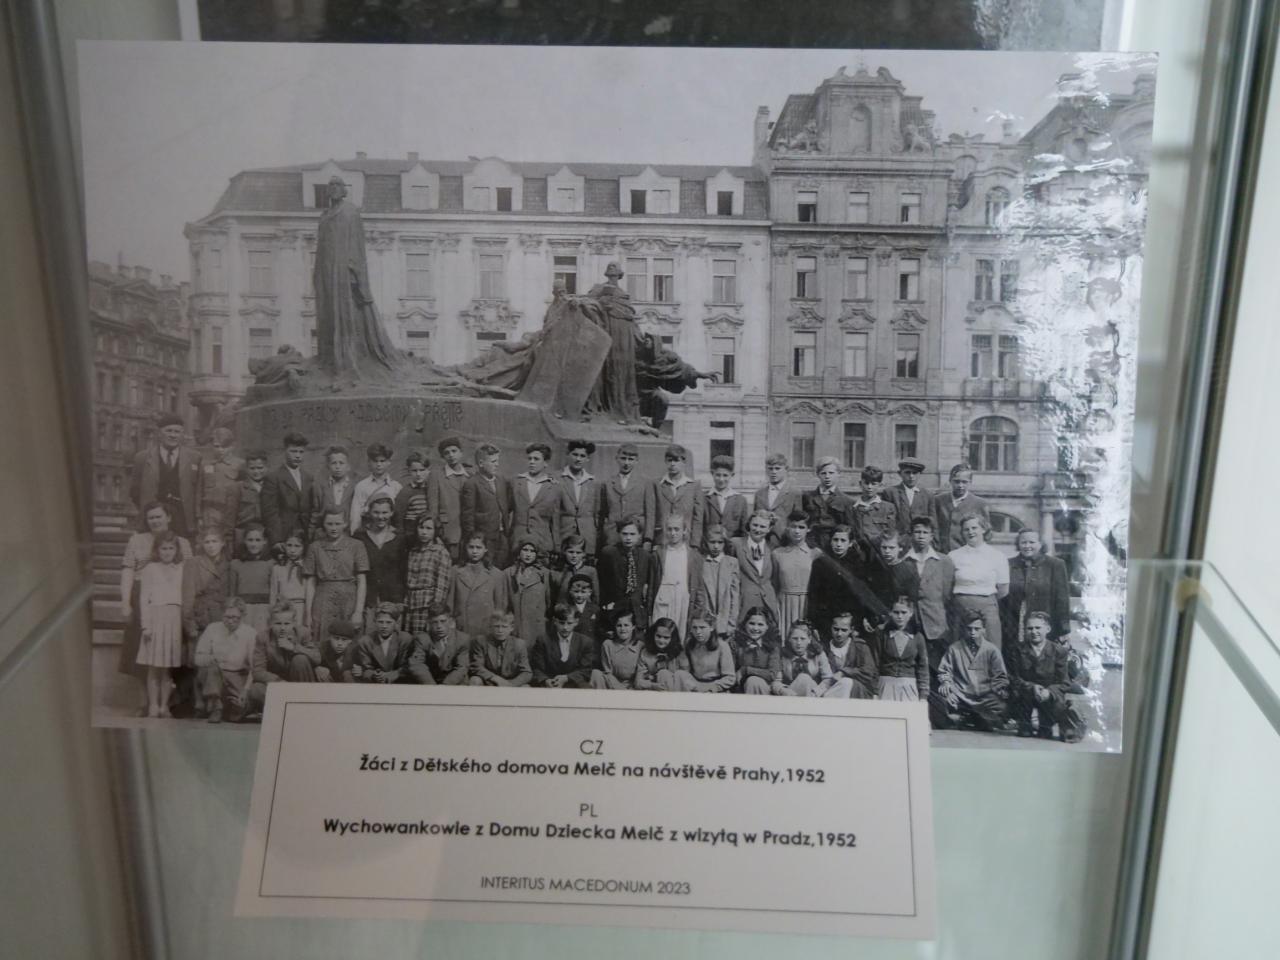 CZ
Žáci z Dětského domova Melč na návštěvě Prahy,1952
PL
Wychowankowie z Domu Dziecka Melč z wizytą w Pradz,1952
INTERITUS MACEDONUM 2023